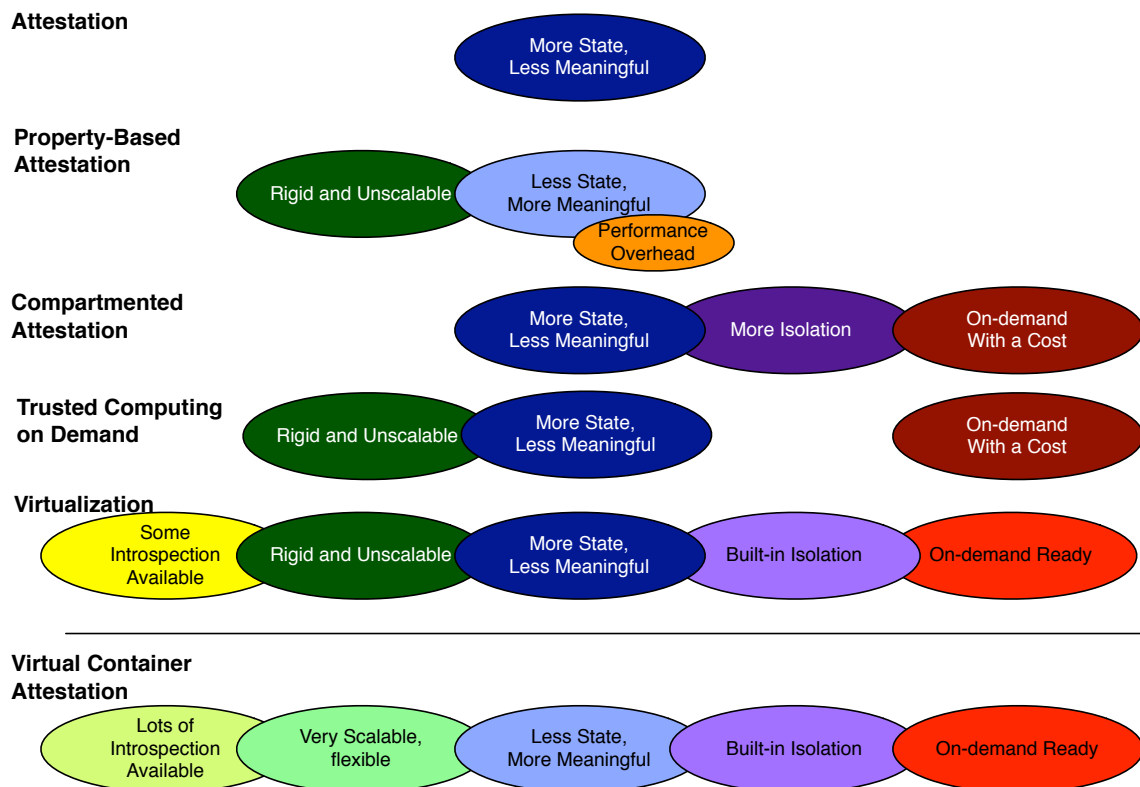 Attestation
More State,
Less Meaningful
Property-Based
Attestation
Rigid and Unscalable
Less State,
More Meaningful
Performance
Overhead
Compartmented
Attestation
More State,
Less Meaningful
More Isolation
On-demand
With a Cost
Trusted Computing
on Demand
Rigid and Unscalable
More State,
Less Meaningful
On-demand
With a Cost
Virtualization
Some
Introspection
Available
Rigid and Unscalable
More State,
Less Meaningful
Built-in Isolation
On-demand Ready
Virtual Container
Attestation
Lots of
Introspection
Available
Very Scalable,
flexible
Less State,
More Meaningful
Built-in Isolation
On-demand Ready